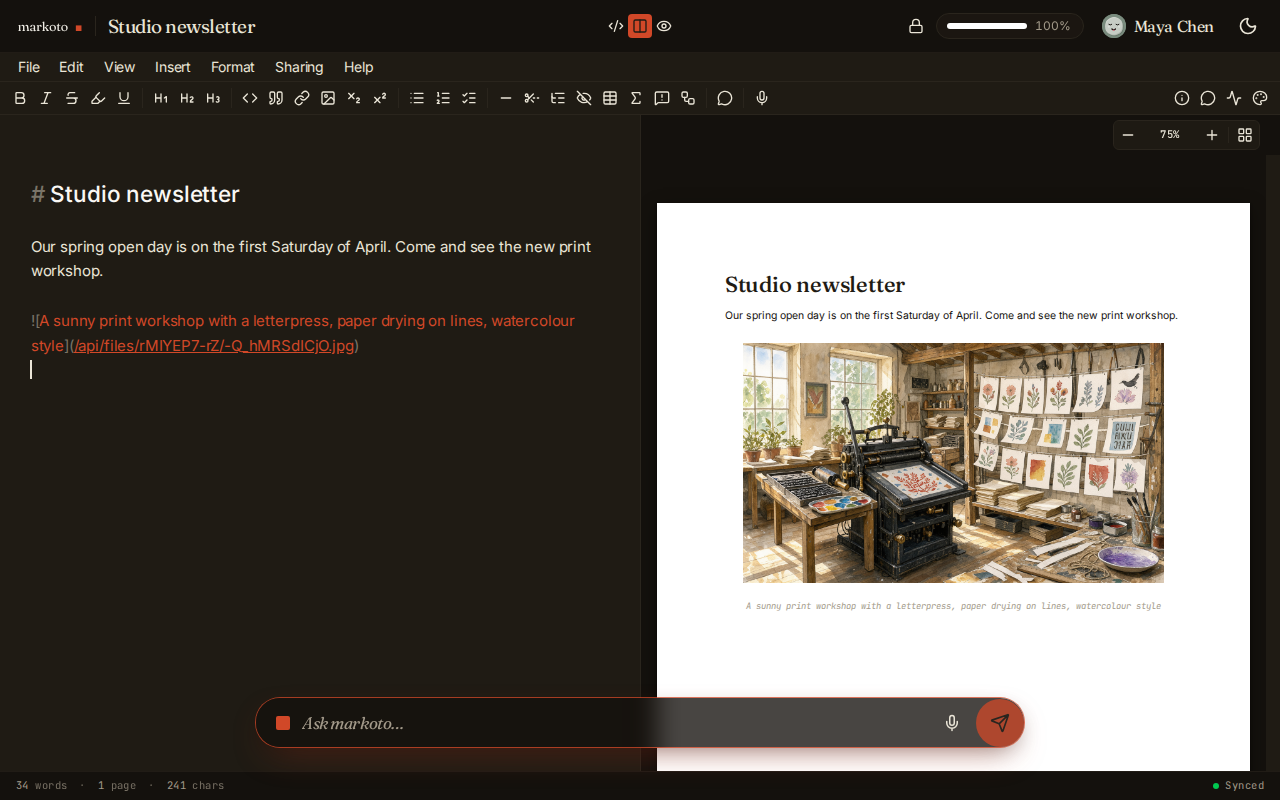 markoto
Studio newsletter
100%
Maya Chen
File Edit View Insert Format Sharing Help
H1 H2 H3
75%
# Studio newsletter
Our spring open day is on the first Saturday of April. Come and see the new print
workshop.
![A sunny print workshop with a letterpress, paper drying on lines, watercolour
style](/api/files/rMIYEP7-rZ/-Q_hMRSdICjO.jpg)
Studio newsletter
Our spring open day is on the first Saturday of April. Come and see the new print workshop.
A sunny print workshop with a letterpress, paper drying on lines, watercolour style
Ask markoto...
34 words · 1 page · 241 chars
Synced